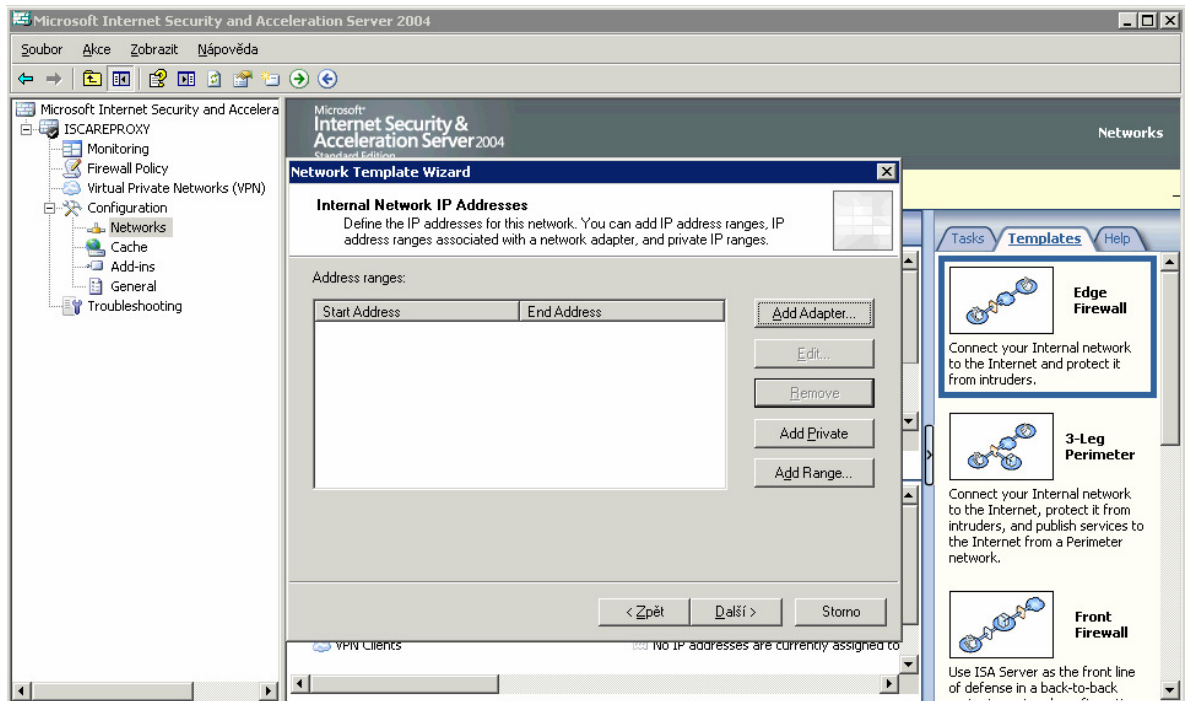 Microsoft Internet Security and Acceleration Server 2004
Soubor Akce Zobrazit Nápověda
Microsoft Internet Security and Accelera
ISCAREPROXY
Monitoring
Firewall Policy
Virtual Private Networks (VPN)
Configuration
Networks
Cache
Add-ins
General
Troubleshooting
Microsoft
Internet Security &
Acceleration Server 2004
Standard Edition
Networks
Network Template Wizard
Internal Network IP Addresses
Define the IP addresses for this network. You can add IP address ranges, IP
address ranges associated with a network adapter, and private IP ranges.
Address ranges:
Start Address End Address
Add Adapter...
Edit...
Remove
Add Private
Add Range...
< Zpět Další > Storno
VPN Clients No IP addresses are currently assigned to
Tasks Templates Help
Edge
Firewall
Connect your Internal network
to the Internet and protect it
from intruders.
3-Leg
Perimeter
Connect your Internal network
to the Internet, protect it from
intruders, and publish services to
the Internet from a Perimeter
network.
Front
Firewall
Use ISA Server as the front line
of defense in a back-to-back